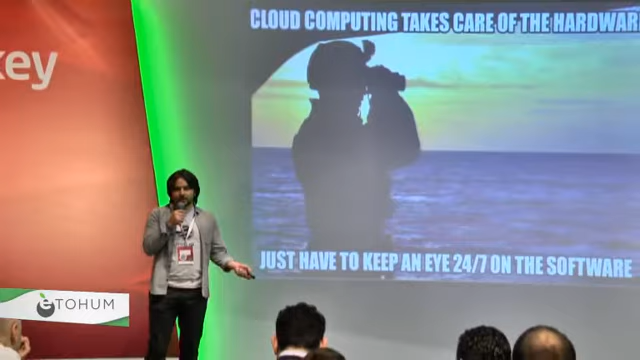 CLOUD COMPUTING TAKES CARE OF THE HARDWAR
key
JUST HAVE TO KEEP AN EYE 24/7 ON THE SOFTWARE
eTOHUM